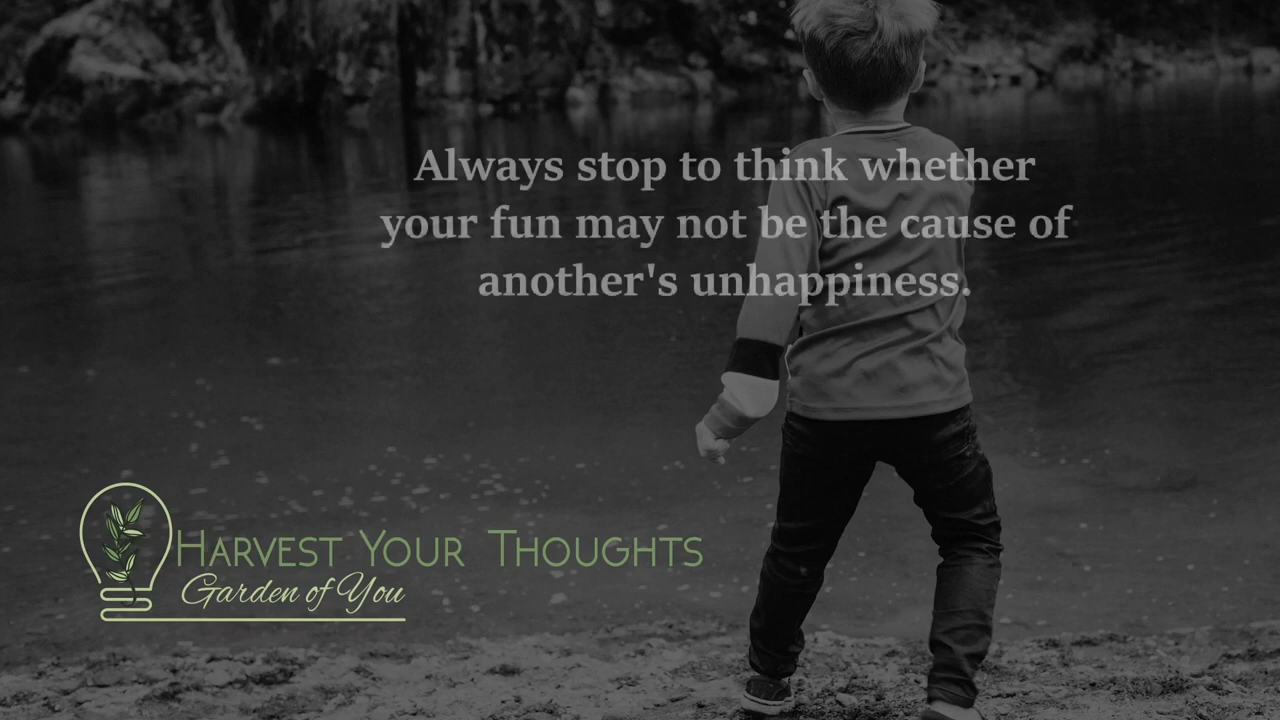 Always stop to think whether
your fun may not be the cause of
another's unhappiness.
Harvest Your Thoughts
Garden of You